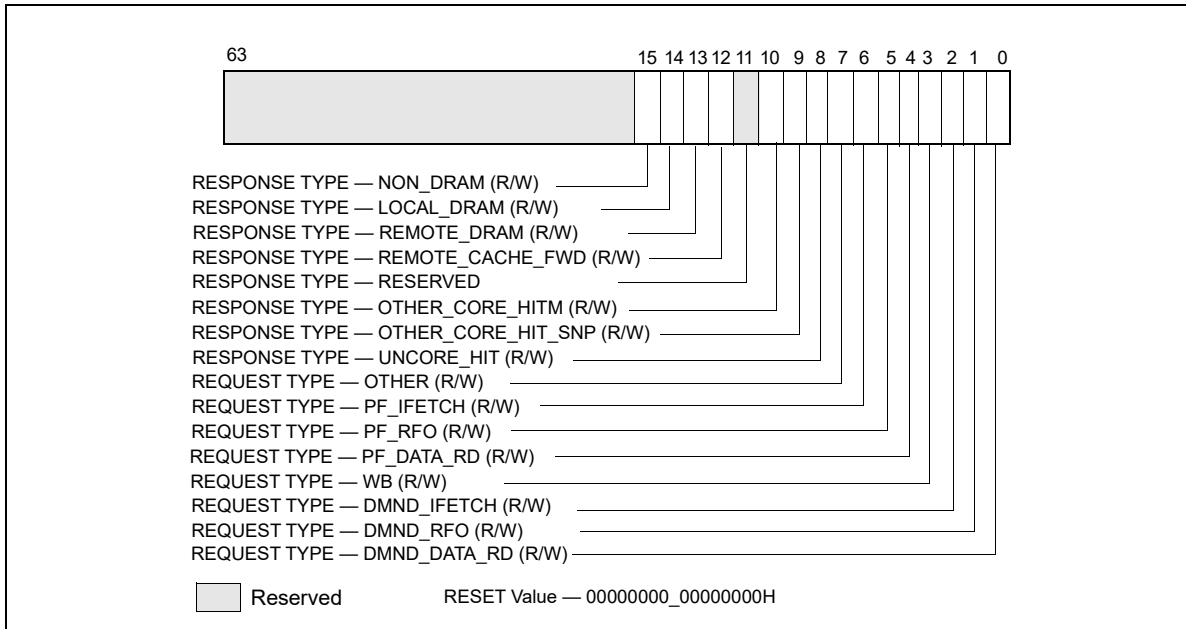 63 15 14 13 12 11 10 9 8 7 6 5 4 3 2 1 0
RESPONSE TYPE — NON_DRAM (R/W)
RESPONSE TYPE — LOCAL_DRAM (R/W)
RESPONSE TYPE — REMOTE_DRAM (R/W)
RESPONSE TYPE — REMOTE_CACHE_FWD (R/W)
RESPONSE TYPE — RESERVED
RESPONSE TYPE — OTHER_CORE_HITM (R/W)
RESPONSE TYPE — OTHER_CORE_HIT_SNP (R/W)
RESPONSE TYPE — UNCORE_HIT (R/W)
REQUEST TYPE — OTHER (R/W)
REQUEST TYPE — PF_IFETCH (R/W)
REQUEST TYPE — PF_RFO (R/W)
REQUEST TYPE — PF_DATA_RD (R/W)
REQUEST TYPE — WB (R/W)
REQUEST TYPE — DMND_IFETCH (R/W)
REQUEST TYPE — DMND_RFO (R/W)
REQUEST TYPE — DMND_DATA_RD (R/W)
Reserved RESET Value — 00000000_00000000H